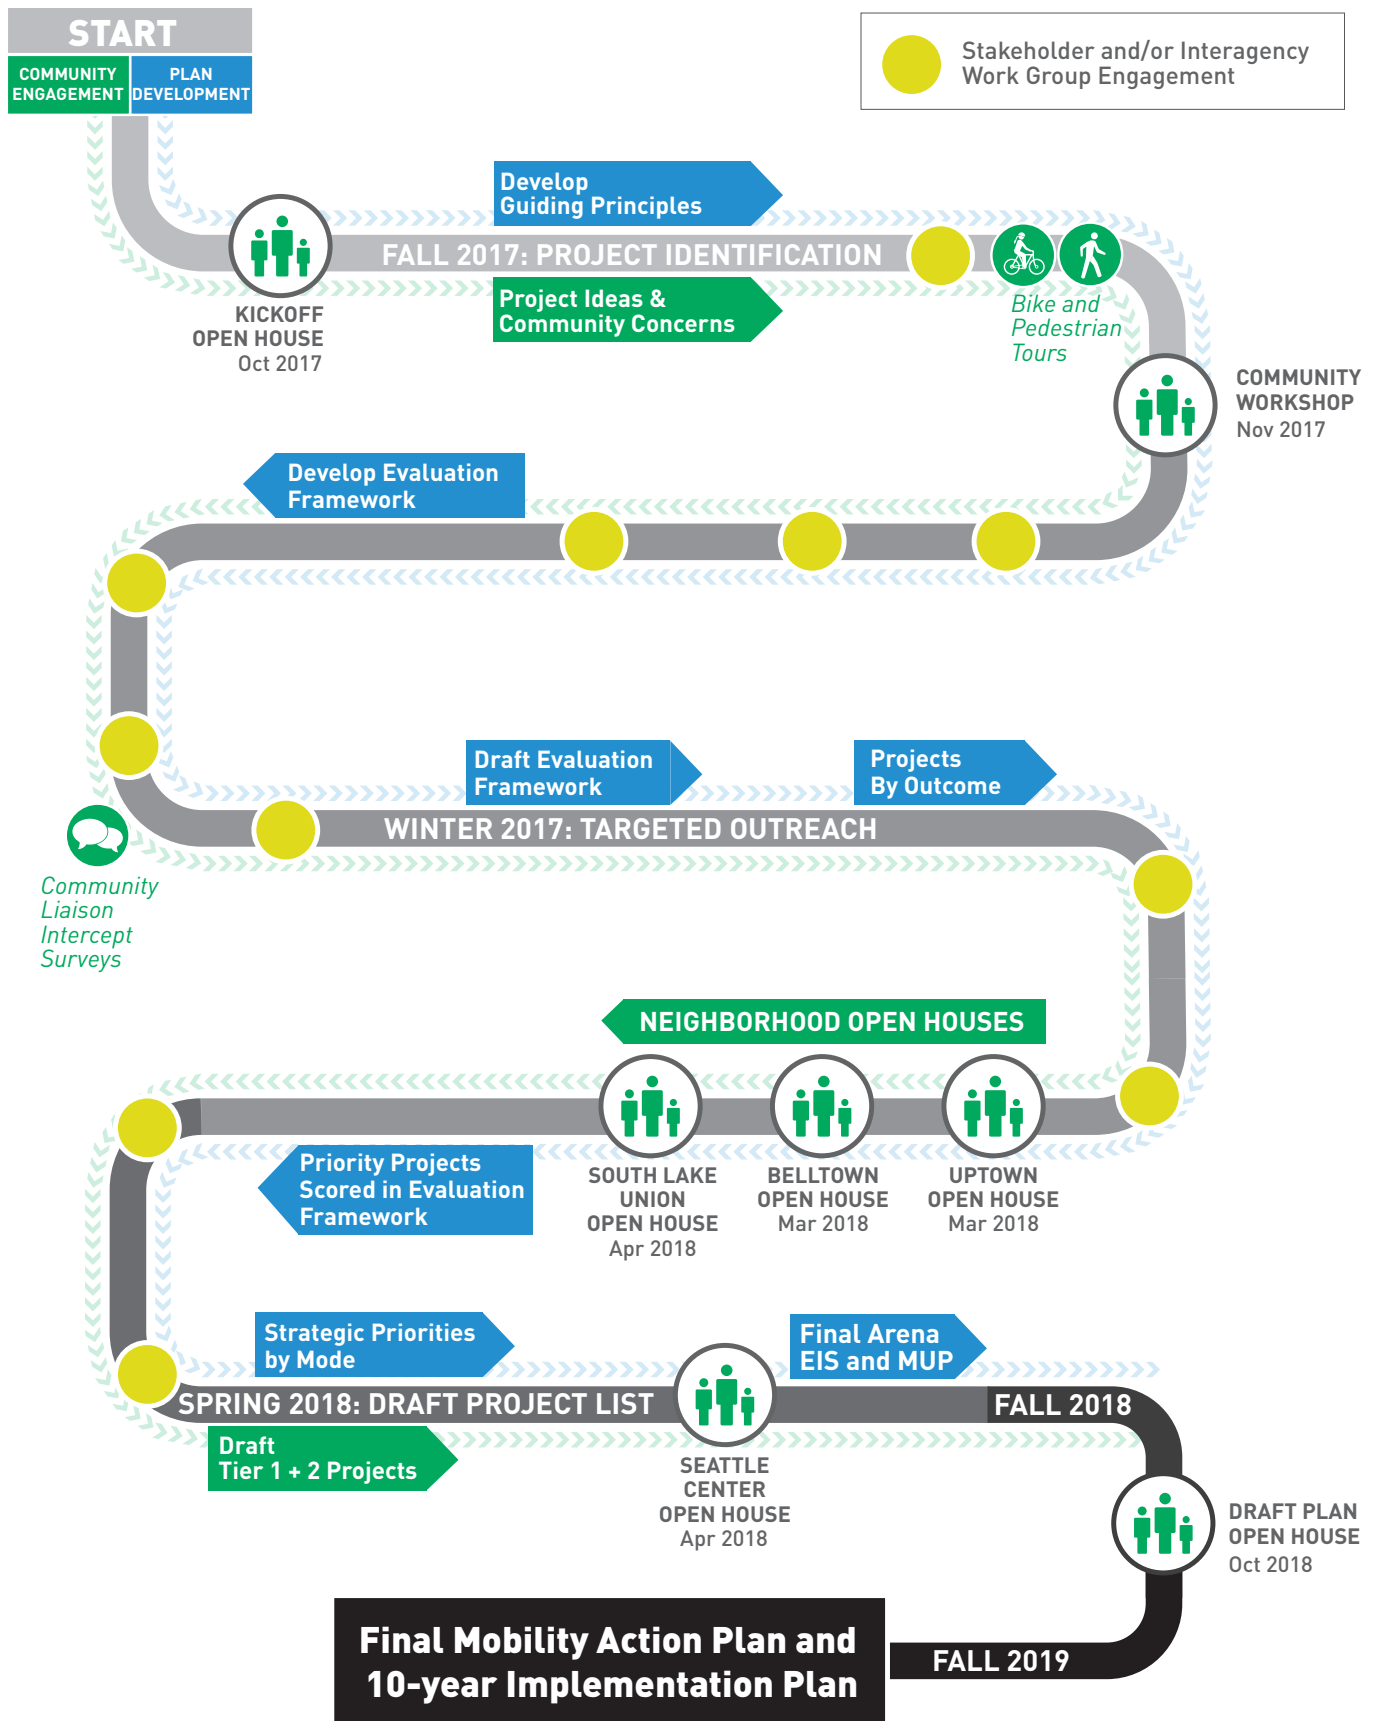 START
COMMUNITY
ENGAGEMENT
PLAN
DEVELOPMENT
Stakeholder and/or Interagency
Work Group Engagement
Develop
Guiding Principles
FALL 2017: PROJECT IDENTIFICATION
Project Ideas &
Community Concerns
KICKOFF
OPEN HOUSE
Oct 2017
Bike and
Pedestrian
Tours
COMMUNITY
WORKSHOP
Nov 2017
Develop Evaluation
Framework
Draft Evaluation
Framework
Projects
By Outcome
WINTER 2017: TARGETED OUTREACH
Community
Liaison
Intercept
Surveys
NEIGHBORHOOD OPEN HOUSES
UPTOWN
OPEN HOUSE
Mar 2018
BELLTOWN
OPEN HOUSE
Mar 2018
SOUTH LAKE
UNION
OPEN HOUSE
Apr 2018
Priority Projects
Scored in Evaluation
Framework
Strategic Priorities
by Mode
Final Arena
EIS and MUP
SPRING 2018: DRAFT PROJECT LIST
FALL 2018
Draft
Tier 1 + 2 Projects
SEATTLE
CENTER
OPEN HOUSE
Apr 2018
DRAFT PLAN
OPEN HOUSE
Oct 2018
FALL 2019
Final Mobility Action Plan and
10-year Implementation Plan